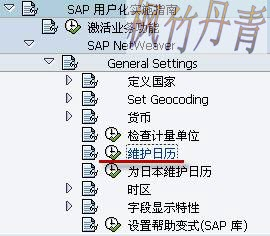 SAP 用户化实施指南
激活业务功能
SAP NetWeaver
General Settings
定义国家
Set Geocoding
货币
检查计量单位
维护日历
为日本维护日历
时区
字段显示特性
设置帮助变式(SAP 库)
竹丹青